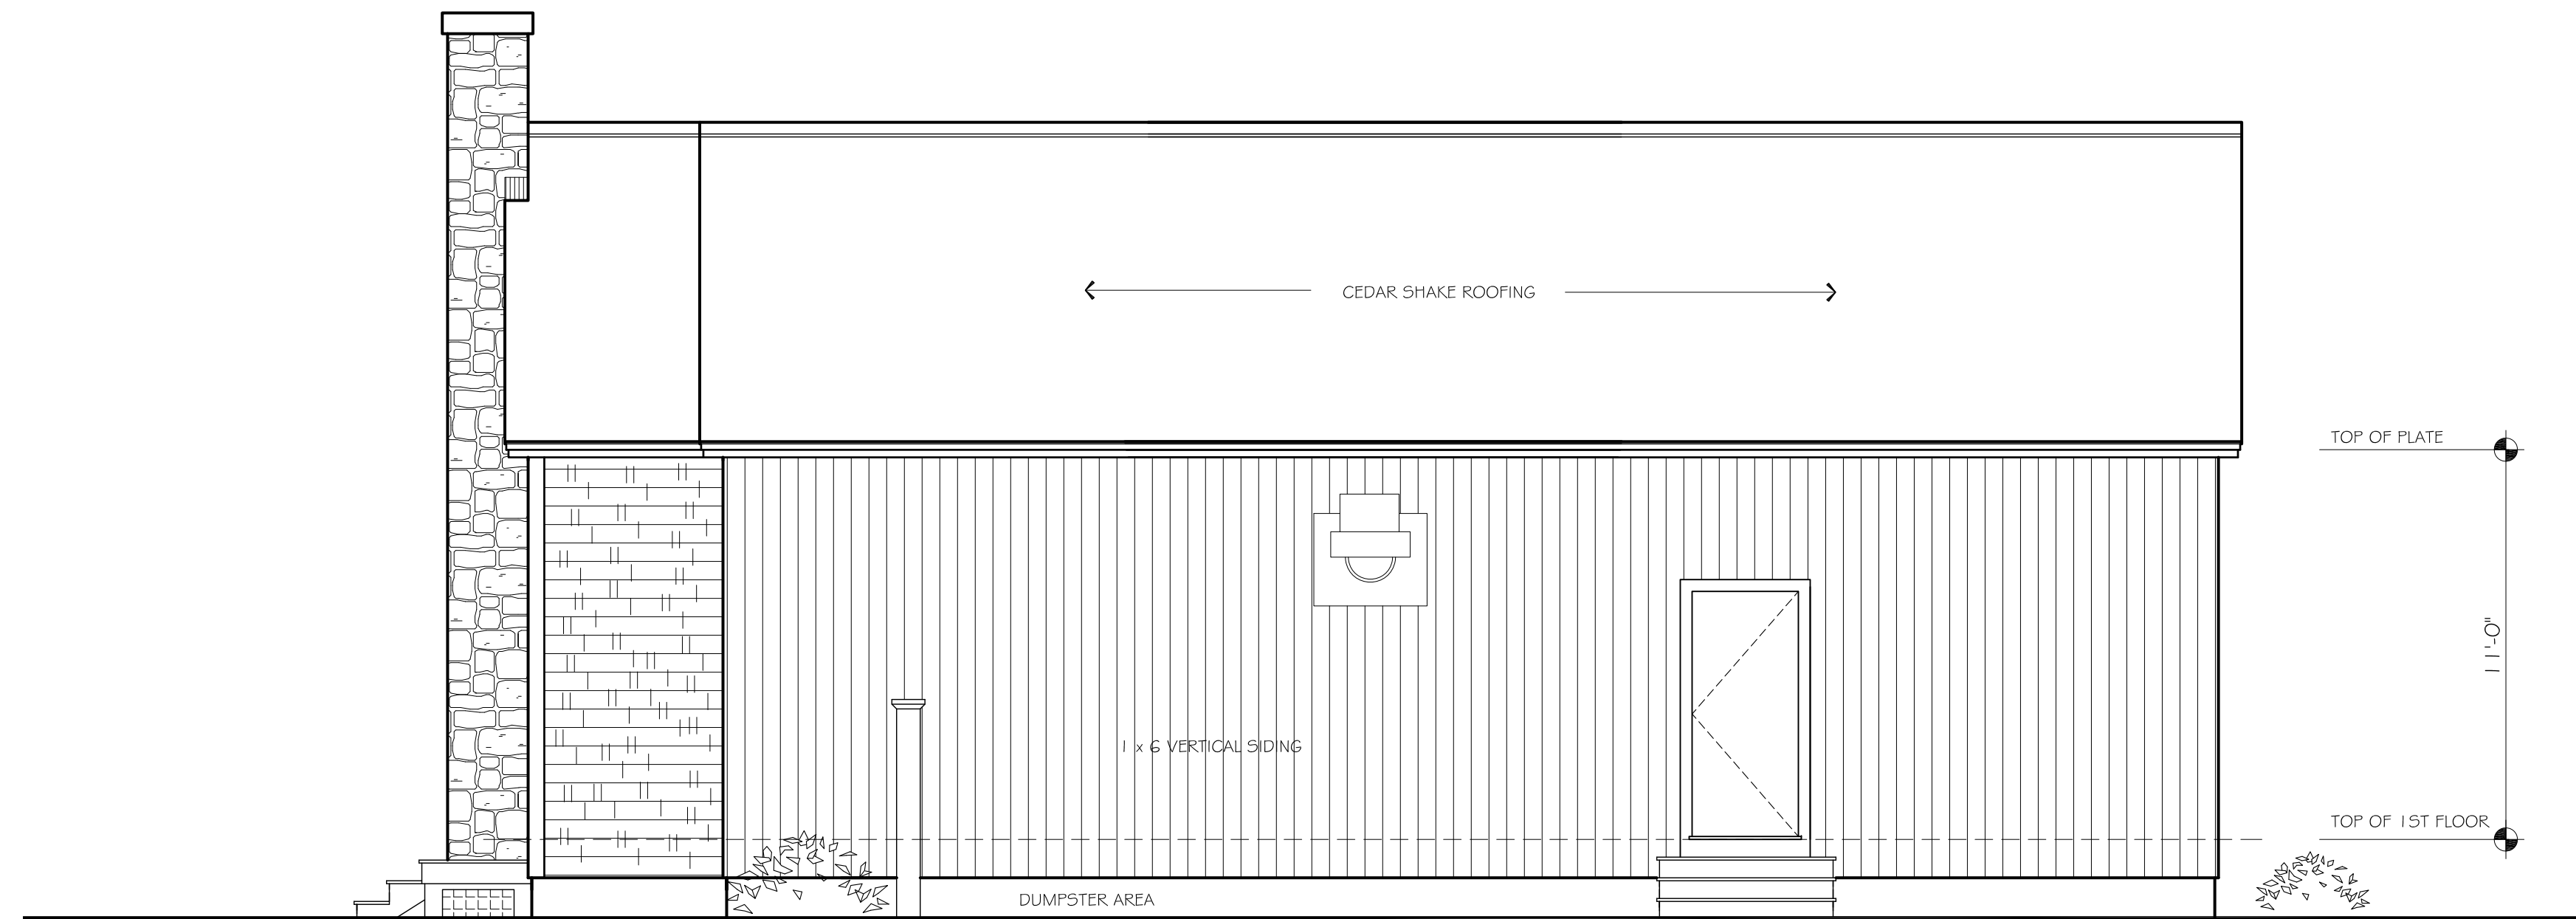 CEDAR SHAKE ROOFING
TOP OF PLATE
11'-0"
1 x 6 VERTICAL SIDING
TOP OF 1ST FLOOR
DUMPSTER AREA